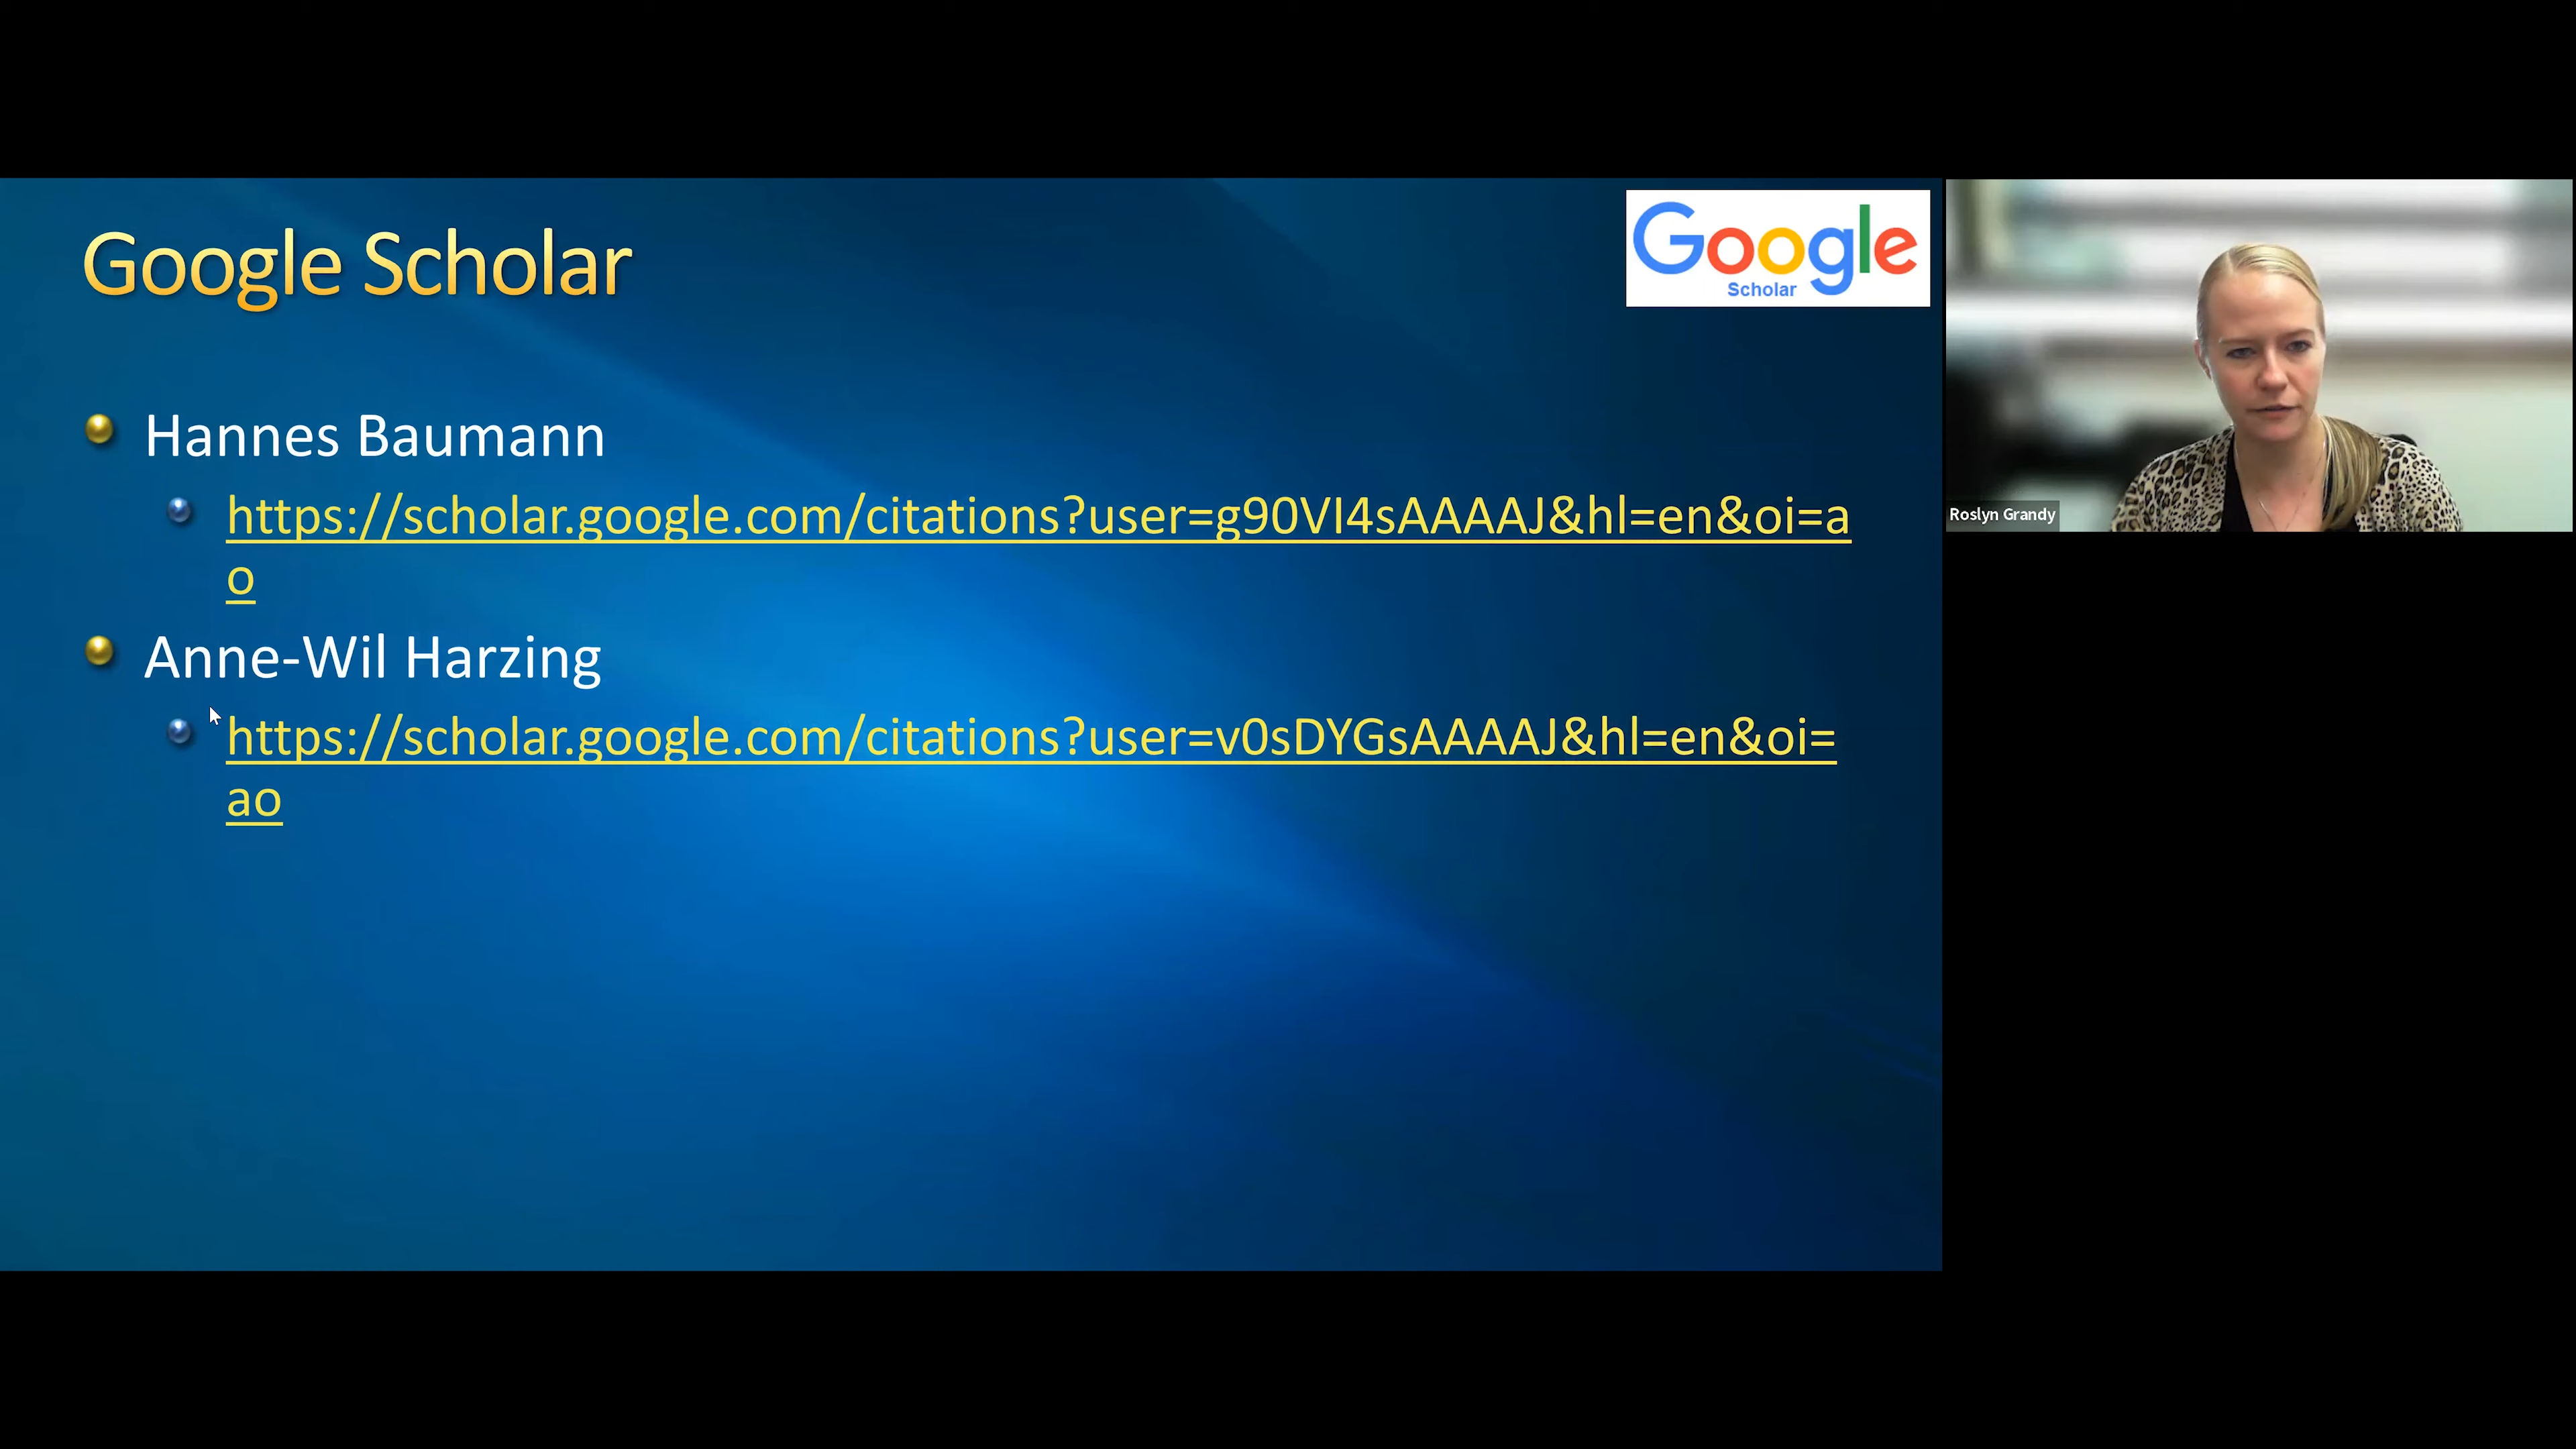 Google Scholar
Google
Scholar
Hannes Baumann
https://scholar.google.com/citations?user=g90VI4sAAAAJ&hl=en&oi=a
o
Anne-Wil Harzing
https://scholar.google.com/citations?user=v0sDYGsAAAAJ&hl=en&oi=
ao
Roslyn Grandy